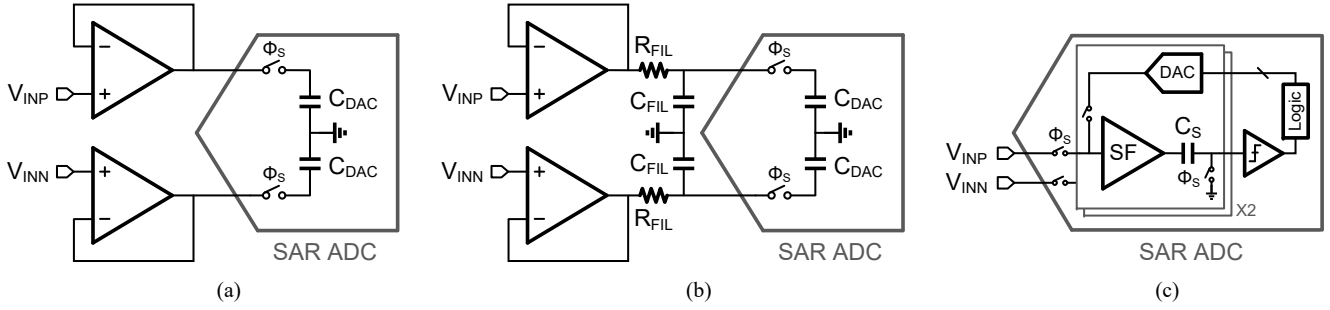 Φ_S
V_INP
−
+
C_DAC
V_INN
+
−
C_DAC
Φ_S
SAR ADC
(a)
R_FIL
Φ_S
V_INP
−
+
C_FIL
C_DAC
V_INN
+
−
C_FIL
C_DAC
R_FIL
Φ_S
SAR ADC
(b)
DAC
Logic
V_INP
Φ_S
SF
C_S
V_INN
Φ_S
X2
SAR ADC
(c)